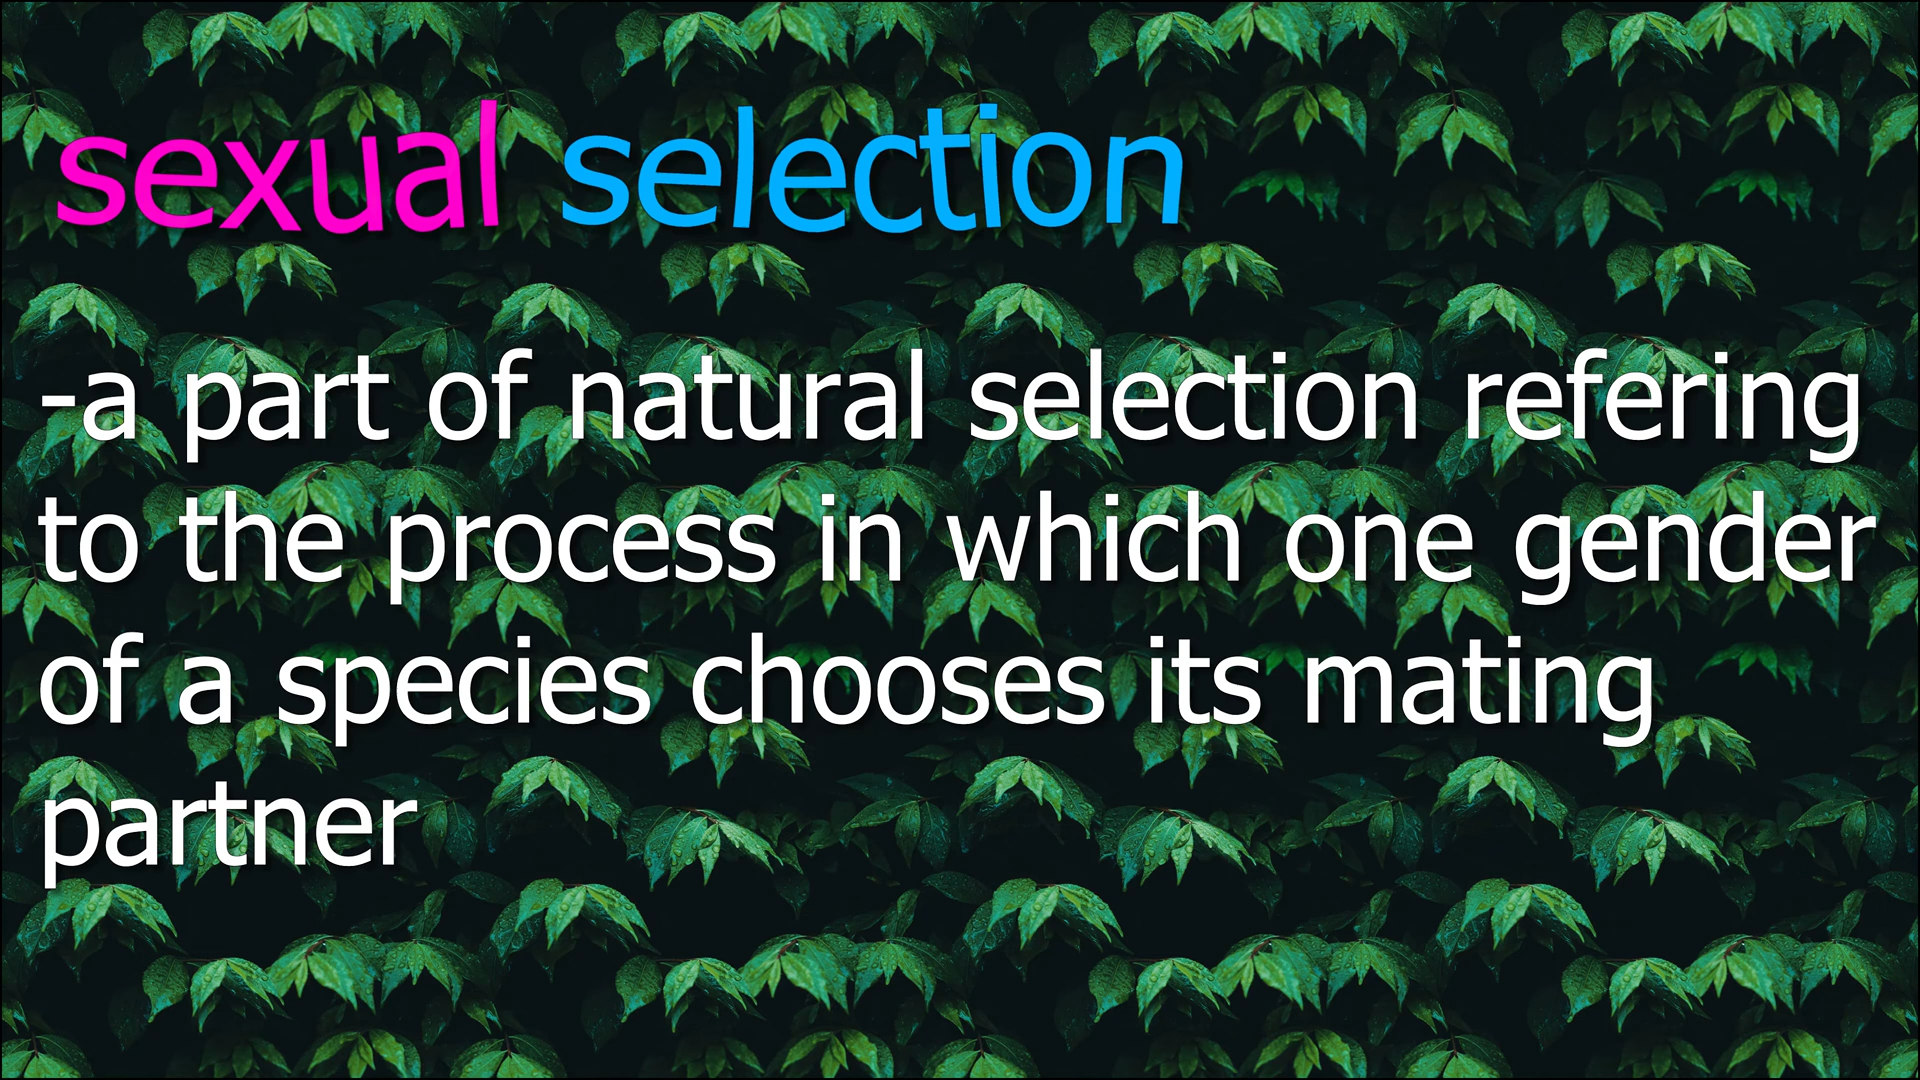 sexual selection
-a part of natural selection refering
to the process in which one gender
of a species chooses its mating
partner